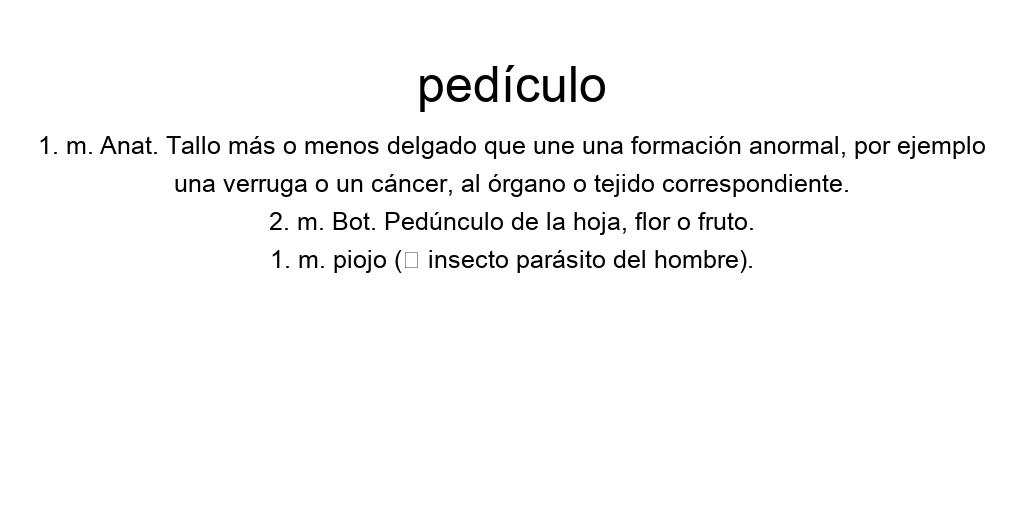 pedículo
1. m. Anat. Tallo más o menos delgado que une una formación anormal, por ejemplo
una verruga o un cáncer, al órgano o tejido correspondiente.
2. m. Bot. Pedúnculo de la hoja, flor o fruto.
1. m. piojo (□ insecto parásito del hombre).